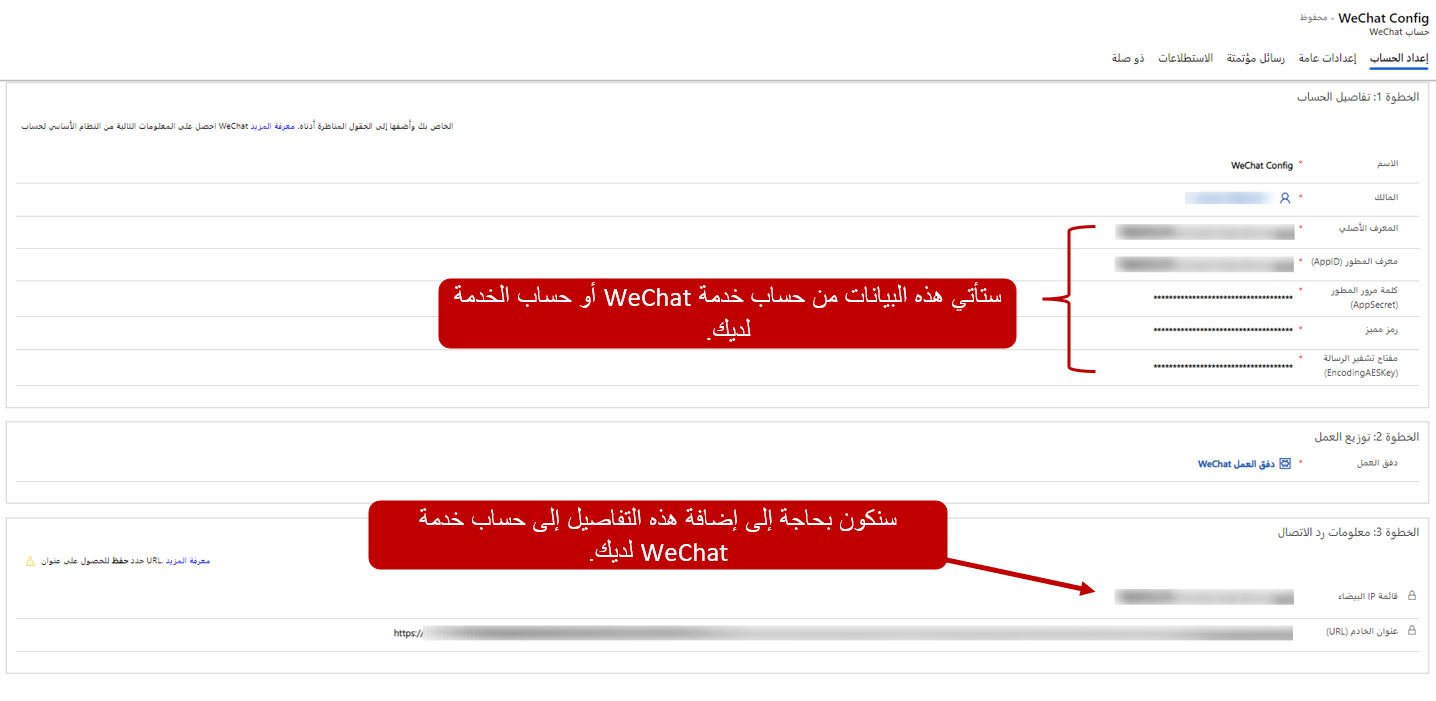 WeChat Config - محفوظ
حساب WeChat
إعداد الحساب إعدادات عامة رسائل مؤتمتة الاستطلاعات ذو صلة
الخطوة 1: تفاصيل الحساب
الخاص بك وأضفها إلى الحقول المناظرة أدناه. معرفة المزيد WeChat احصل على المعلومات التالية من النظام الأساسي لحساب
الاسم * WeChat Config
المالك *
المعرف الأصلي *
معرف المطور (AppID) *
كلمة مرور المطور * ************************************
(AppSecret)
رمز مميز * ************************************
مفتاح تشفير الرسالة * ************************************
(EncodingAESKey)
ستأتي هذه البيانات من حساب خدمة WeChat أو حساب الخدمة
لديك.
الخطوة 2: توزيع العمل
دفق العمل * دفق العمل WeChat
سنكون بحاجة إلى إضافة هذه التفاصيل إلى حساب خدمة
WeChat لديك.
الخطوة 3: معلومات رد الاتصال
معرفة المزيد .URL حدد حفظ للحصول على عنوان
قائمة IP البيضاء
عنوان الخادم (URL) https://